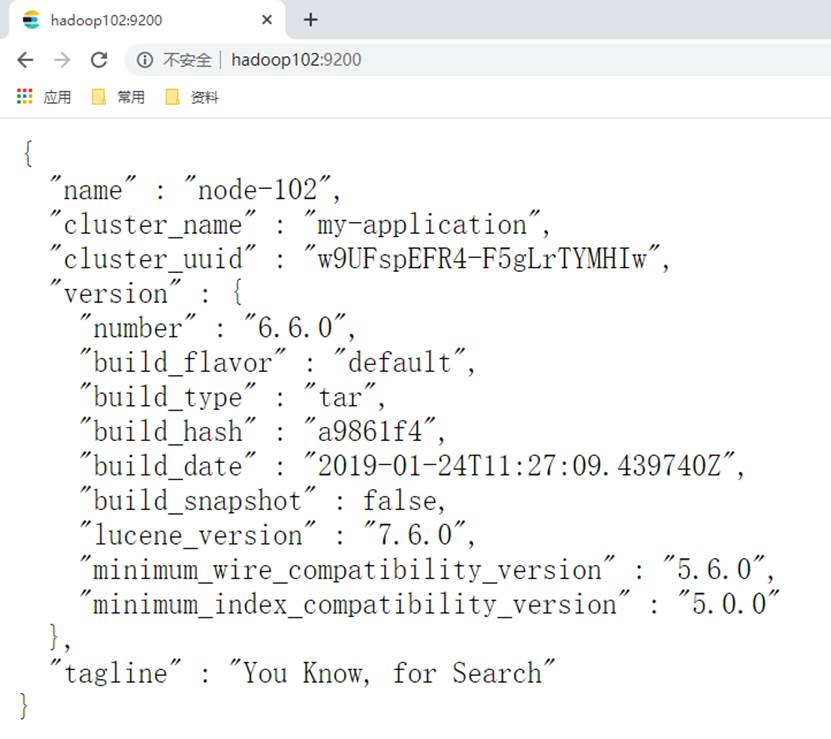 hadoop102:9200
不安全 | hadoop102:9200
应用 常用 资料
{
"name" : "node-102",
"cluster_name" : "my-application",
"cluster_uuid" : "w9UFspEFR4-F5gLrTYMHIw",
"version" : {
"number" : "6.6.0",
"build_flavor" : "default",
"build_type" : "tar",
"build_hash" : "a9861f4",
"build_date" : "2019-01-24T11:27:09.439740Z",
"build_snapshot" : false,
"lucene_version" : "7.6.0",
"minimum_wire_compatibility_version" : "5.6.0",
"minimum_index_compatibility_version" : "5.0.0"
},
"tagline" : "You Know, for Search"
}